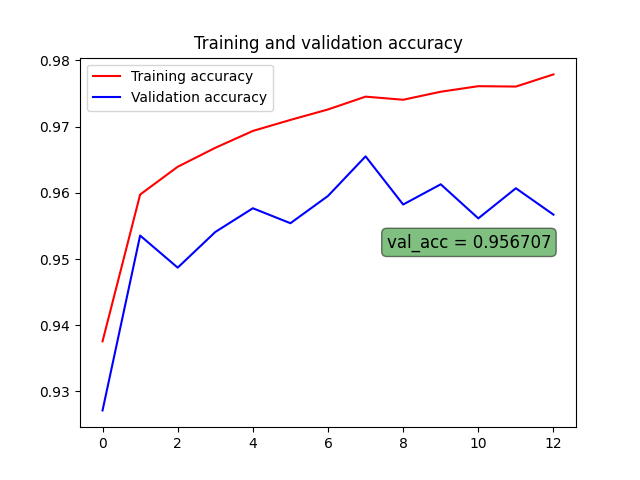 Training and validation accuracy
Training accuracy
Validation accuracy
0.98
0.97
0.96
0.95
0.94
0.93
val_acc = 0.956707
0 2 4 6 8 10 12